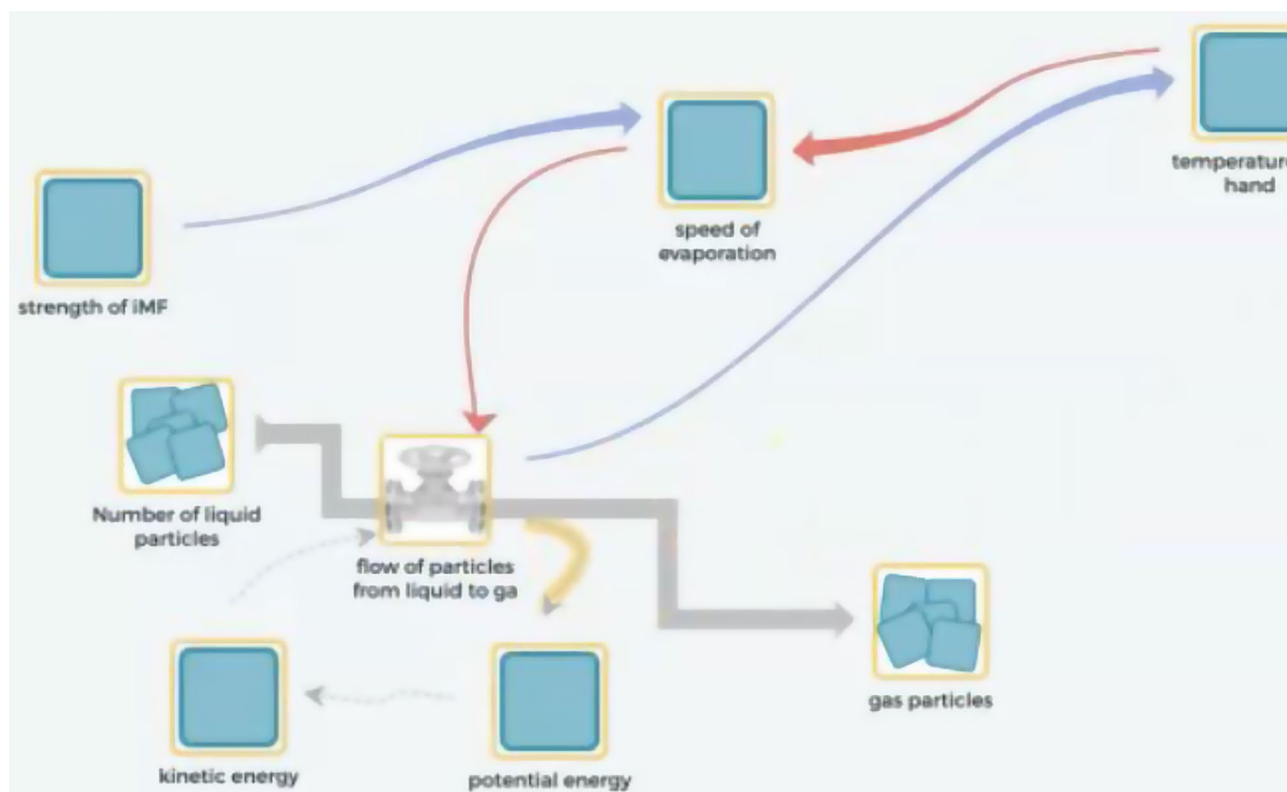 temperature
hand
speed of
evaporation
strength of iMF
Number of liquid
particles
flow of particles
from liquid to ga
gas particles
kinetic energy
potential energy